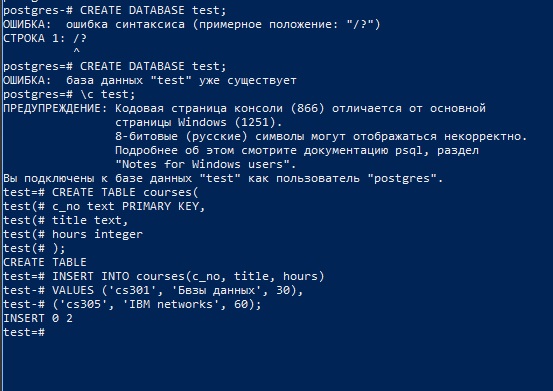 postgres-# CREATE DATABASE test;
ОШИБКА:  ошибка синтаксиса (примерное положение: "/?")
СТРОКА 1: /?
          ^
postgres=# CREATE DATABASE test;
ОШИБКА:  база данных "test" уже существует
postgres=# \c test;
ПРЕДУПРЕЖДЕНИЕ: Кодовая страница консоли (866) отличается от основной
                страницы Windows (1251).
                8-битовые (русские) символы могут отображаться некорректно.
                Подробнее об этом смотрите документацию psql, раздел
                "Notes for Windows users".
Вы подключены к базе данных "test" как пользователь "postgres".
test=# CREATE TABLE courses(
test(# c_no text PRIMARY KEY,
test(# title text,
test(# hours integer
test(# );
CREATE TABLE
test=# INSERT INTO courses(c_no, title, hours)
test-# VALUES ('cs301', 'Бвзы данных', 30),
test-# ('cs305', 'IBM networks', 60);
INSERT 0 2
test=#